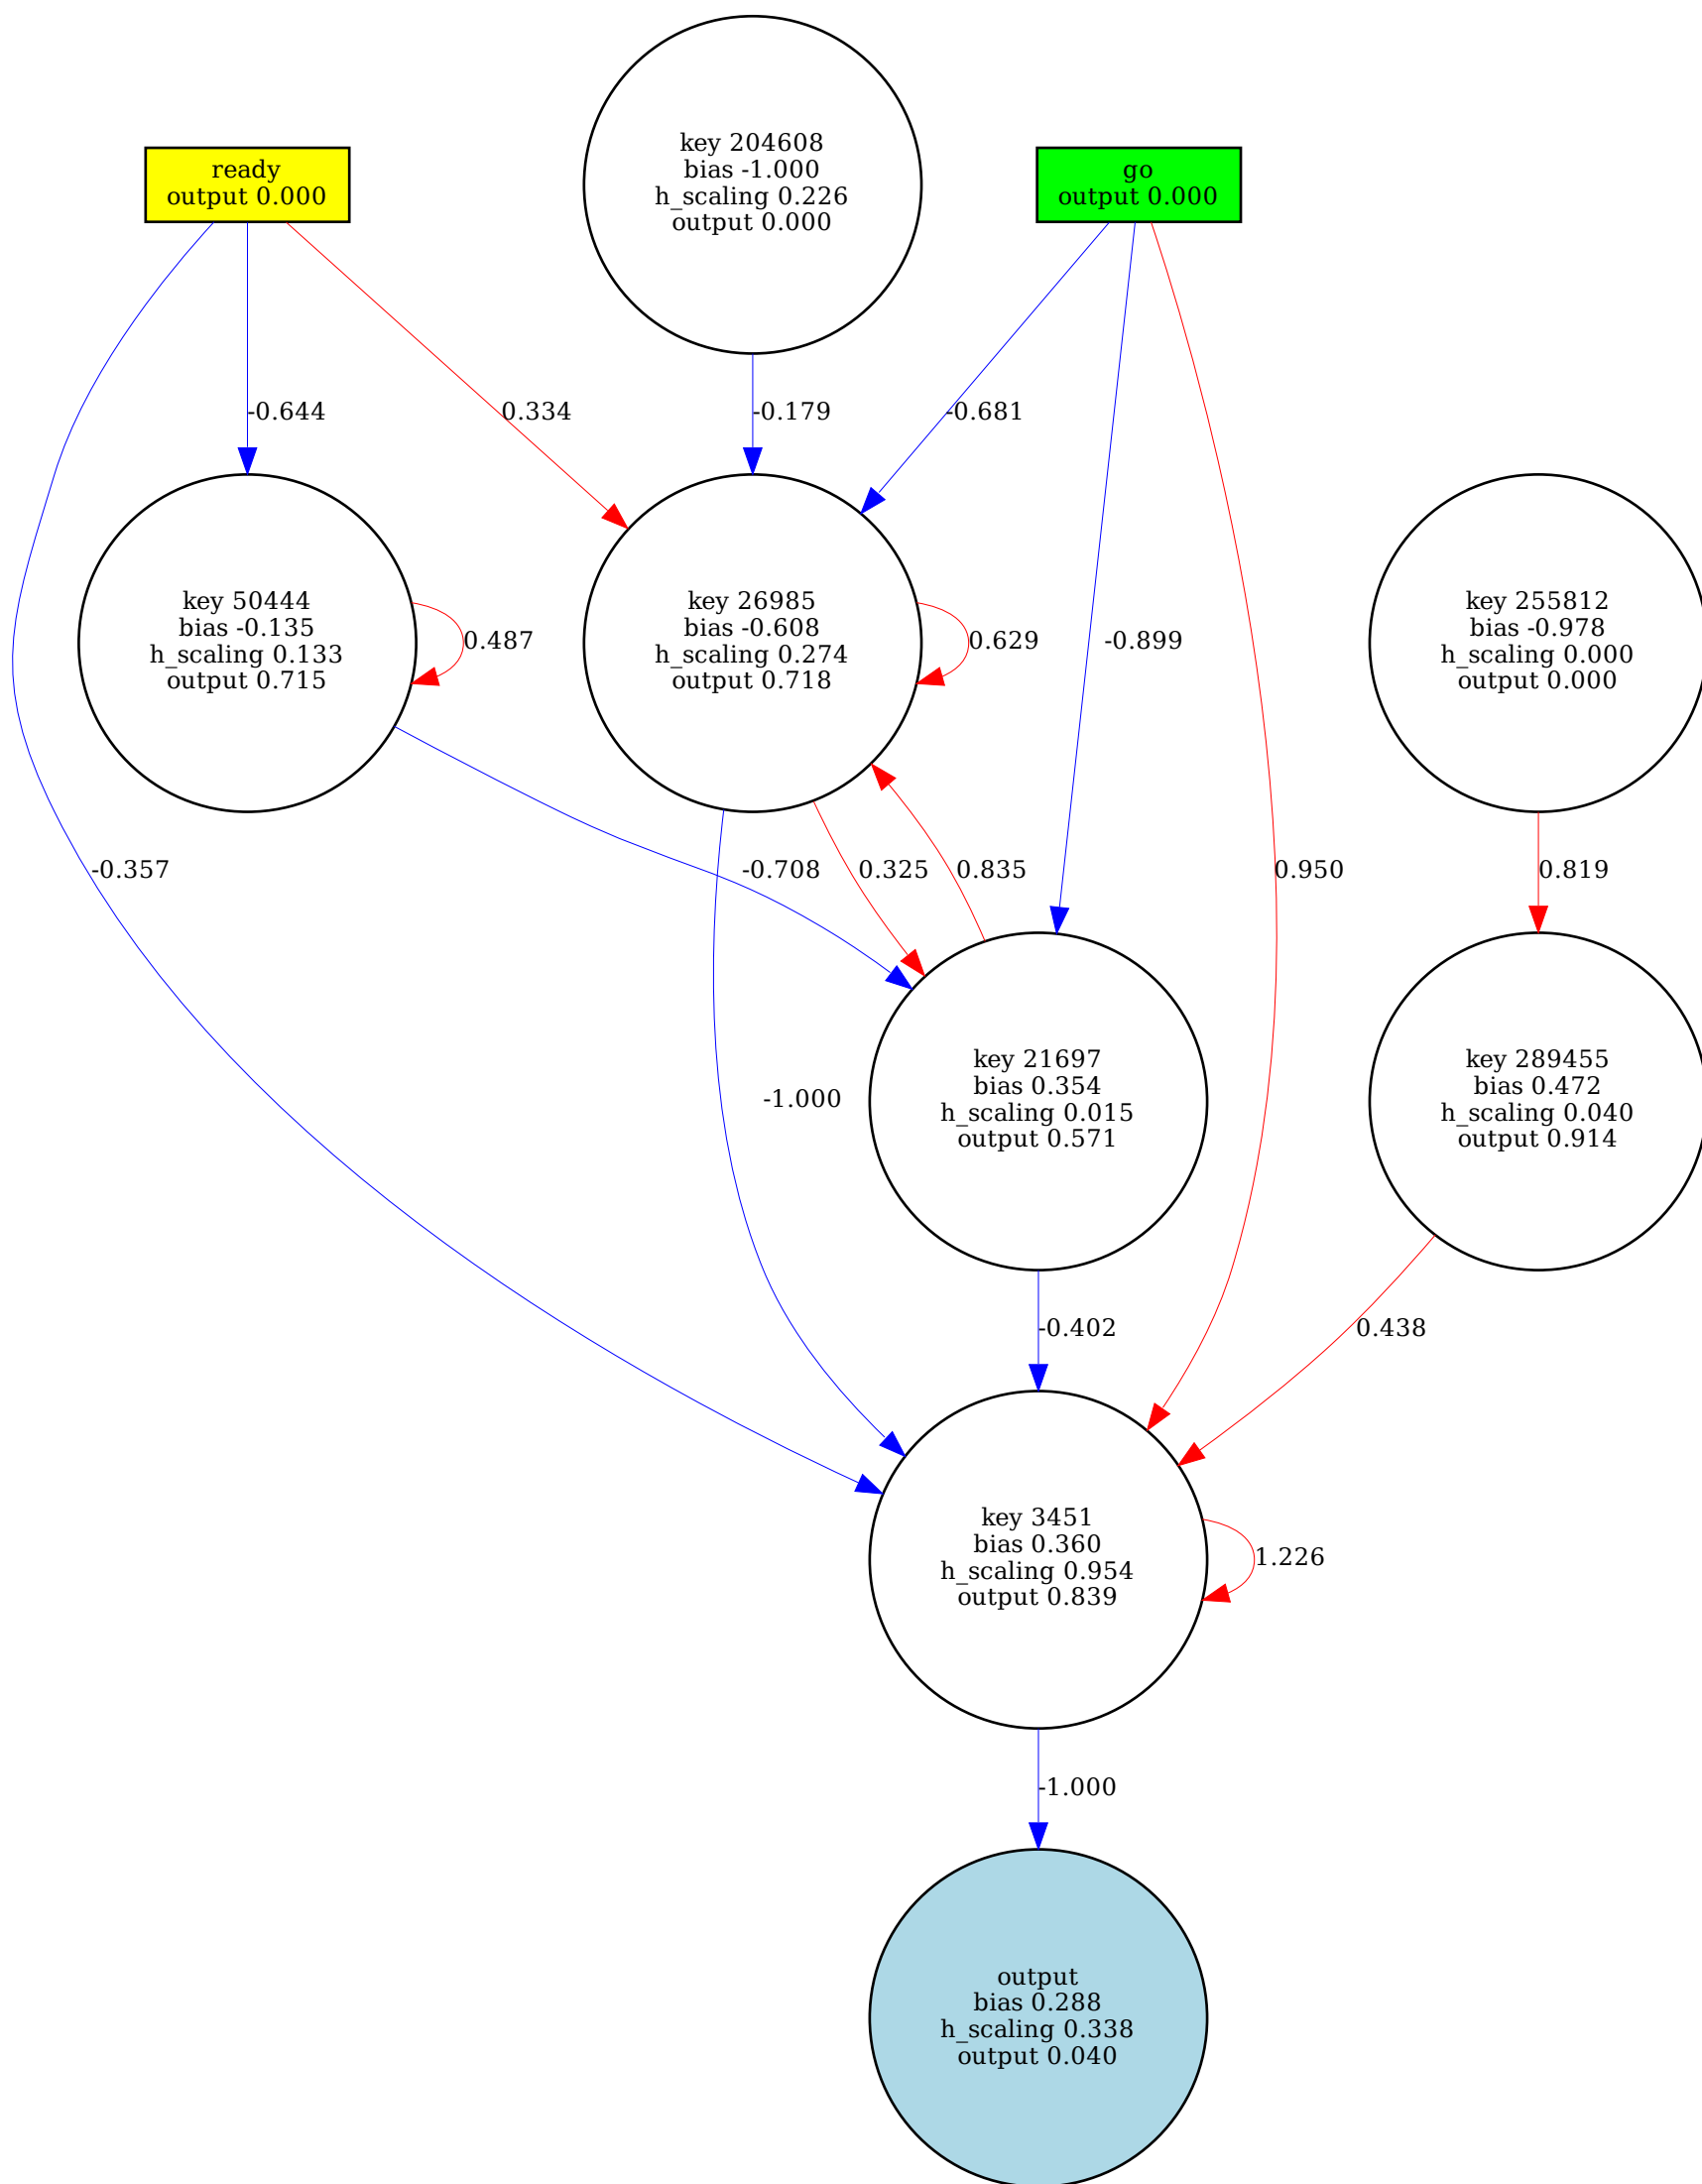 key 204608
bias -1.000
h_scaling 0.226
output 0.000
ready
output 0.000
go
output 0.000
-0.644
0.334
-0.179
-0.681
key 50444
bias -0.135
h_scaling 0.133
output 0.715
0.487
key 26985
bias -0.608
h_scaling 0.274
output 0.718
0.629
-0.899
key 255812
bias -0.978
h_scaling 0.000
output 0.000
-0.357
-0.708
0.325
0.835
0.950
0.819
-1.000
key 21697
bias 0.354
h_scaling 0.015
output 0.571
key 289455
bias 0.472
h_scaling 0.040
output 0.914
-0.402
0.438
key 3451
bias 0.360
h_scaling 0.954
output 0.839
1.226
-1.000
output
bias 0.288
h_scaling 0.338
output 0.040